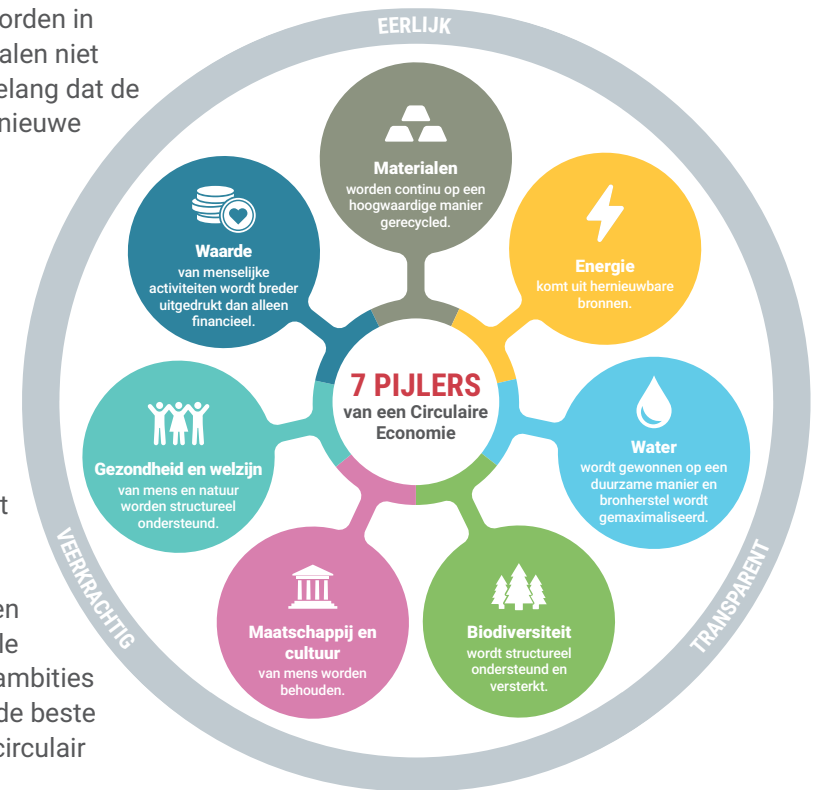 orden in
alen niet
elang dat de
nieuwe
t
en
le
ambities
de beste
circulair
EERLIJK
Materialen
worden continu op een
hoogwaardige manier
gerecycled.
Energie
komt uit hernieuwbare
bronnen.
Water
wordt gewonnen op een
duurzame manier en
bronherstel wordt
gemaximaliseerd.
Biodiversiteit
wordt structureel
ondersteund en
versterkt.
Maatschappij en
cultuur
van mens worden
behouden.
Gezondheid en welzijn
van mens en natuur
worden structureel
ondersteund.
Waarde
van menselijke
activiteiten wordt breder
uitgedrukt dan alleen
financieel.
7 PIJLERS
van een Circulaire
Economie
TRANSPARANT
VEERKRACHTIG